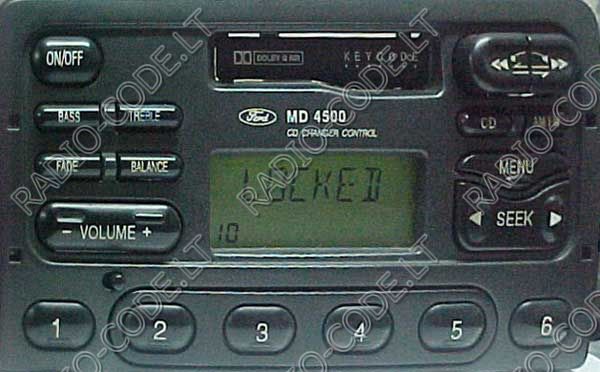 ON/OFF
DOLBY B NR
KEYCODE
BASS
TREBLE
Ford
MD 4500
CD CHANGER CONTROL
CD
AM/FM
FADE
BALANCE
MENU
LOCKED
10
- VOLUME +
SEEK
1
2
3
4
5
6
RADIO-CODE.LT